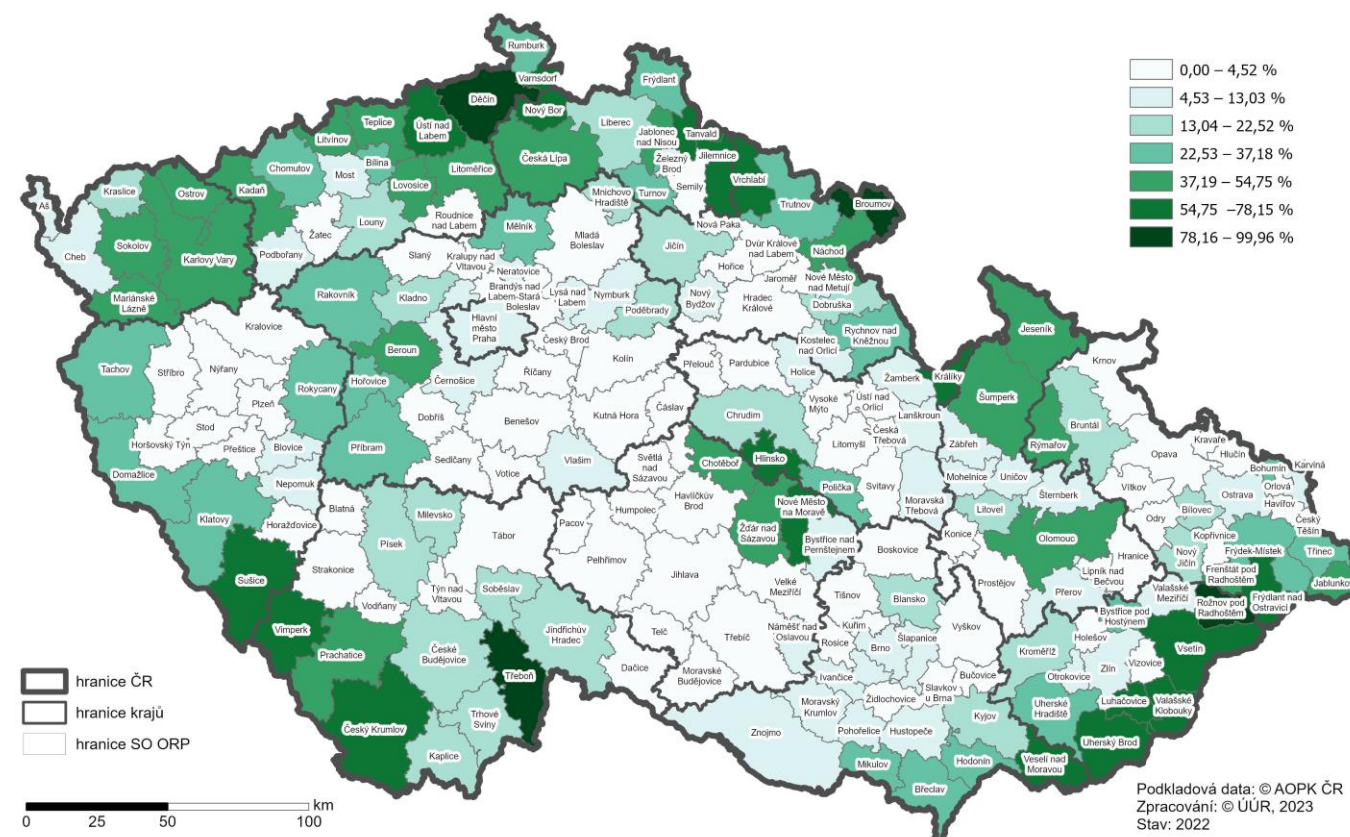 Rumburk
Varnsdorf
Děčín
Nový Bor
Ústí nad
Labem
Teplice
Litvínov
Česká Lípa
Litoměřice
Lovosice
Bílina
Most
Chomutov
Kadaň
Louny
Žatec
Podbořany
Roudnice
nad Labem
Frýdlant
Liberec
Jablonec
nad Nisou
Tanvald
Železný
Brod
Jilemnice
Semily
Turnov
Vrchlabí
Trutnov
Broumov
Náchod
Nová Paka
Dvůr Králové
nad Labem
Jičín
Hořice
Jaroměř
Nové Město
nad Metují
Dobruška
Nový
Bydžov
Hradec
Králové
Rychnov nad
Kněžnou
Kostelec
nad Orlicí
Aš
Kraslice
Ostrov
Cheb
Sokolov
Karlovy Vary
Mariánské
Lázně
Mnichovo
Hradiště
Mladá
Boleslav
Mělník
Slaný
Kralupy nad
Vltavou
Neratovice
Brandýs nad
Labem-Stará
Boleslav
Lysá nad
Labem
Nymburk
Poděbrady
Rakovník
Kladno
Hlavní
město
Praha
Český Brod
Kolín
Beroun
Říčany
Hořovice
Černošice
Kutná Hora
Čáslav
Dobříš
Benešov
Příbram
Sedlčany
Votice
Vlašim
Kralovice
Tachov
Stříbro
Nýřany
Plzeň
Rokycany
Stod
Horšovský Týn
Přeštice
Blovice
Domažlice
Nepomuk
Klatovy
Horažďovice
Sušice
Blatná
Milevsko
Písek
Tábor
Strakonice
Týn nad
Vltavou
Soběslav
Vodňany
Vimperk
Prachatice
České
Budějovice
Jindřichův
Hradec
Třeboň
Dačice
Český Krumlov
Trhové
Sviny
Kaplice
Přelouč
Pardubice
Holice
Žamberk
Králíky
Chrudim
Vysoké
Mýto
Ústí nad
Orlicí
Lanškroun
Česká
Třebová
Litomyšl
Hlinsko
Polička
Svitavy
Moravská
Třebová
Světlá
nad
Sázavou
Chotěboř
Havlíčkův
Brod
Humpolec
Pacov
Pelhřimov
Žďár nad
Sázavou
Nové Město
na Moravě
Bystřice nad
Pernštejnem
Jihlava
Velké
Meziříčí
Telč
Třebíč
Náměšť nad
Oslavou
Moravské
Budějovice
Boskovice
Blansko
Tišnov
Kuřim
Rosice
Brno
Šlapanice
Vyškov
Ivančice
Slavkov
u Brna
Bučovice
Židlochovice
Moravský
Krumlov
Pohořelice
Hustopeče
Kyjov
Znojmo
Mikulov
Břeclav
Hodonín
Veselí nad
Moravou
Jeseník
Šumperk
Zábřeh
Mohelnice
Uničov
Šternberk
Litovel
Olomouc
Konice
Prostějov
Přerov
Lipník nad
Bečvou
Hranice
Krnov
Rýmařov
Bruntál
Opava
Kravaře
Hlučín
Bohumín
Karviná
Vítkov
Ostrava
Orlová
Havířov
Český
Těšín
Bílovec
Odry
Kopřivnice
Nový
Jičín
Frýdek-Místek
Třinec
Frenštát pod
Radhoštěm
Frýdlant nad
Ostravicí
Jablunko
Valašské
Meziříčí
Rožnov pod
Radhoštěm
Bystřice pod
Hostýnem
Holešov
Kroměříž
Vsetín
Zlín
Vizovice
Otrokovice
Uherské
Hradiště
Luhačovice
Valašské
Klobouky
Uherský Brod
0,00 – 4,52 %
4,53 – 13,03 %
13,04 – 22,52 %
22,53 – 37,18 %
37,19 – 54,75 %
54,75 –78,15 %
78,16 – 99,96 %
hranice ČR
hranice krajů
hranice SO ORP
km
0 25 50 100
Podkladová data: © AOPK ČR
Zpracování: © ÚÚR, 2023
Stav: 2022